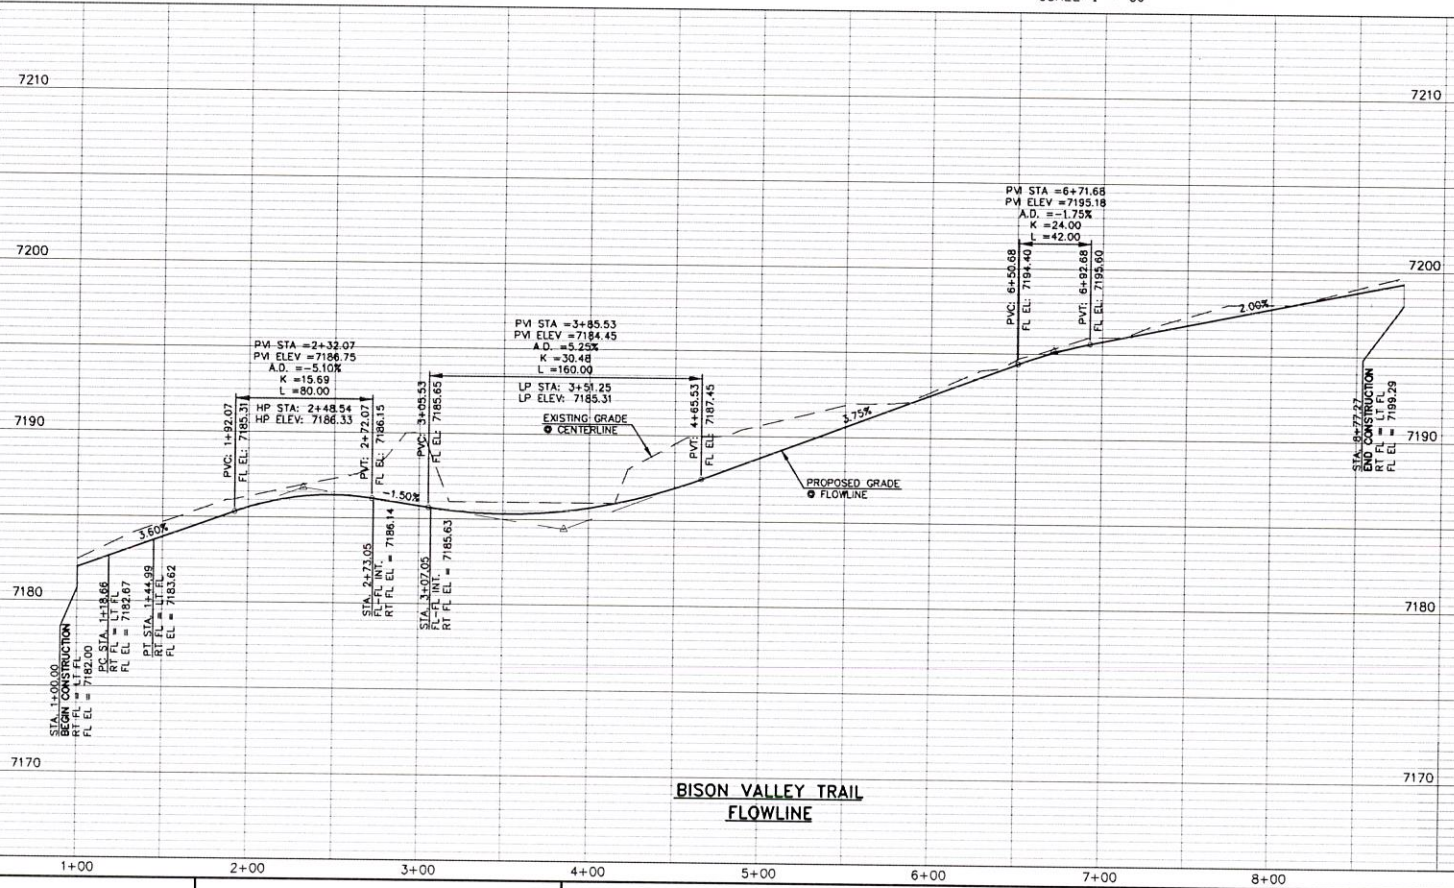 7210
7210
PVI STA =6+71.68
PVI ELEV =7195.18
A.D. =-1.75%
K =24.00
L =42.00
7200
7200
PVC: 6+50.68
FL EL: 7194.40
PVT: 6+92.68
FL EL: 7195.60
2.00%
PVI STA =3+85.53
PVI ELEV =7184.45
A.D. =5.25%
K =30.48
L =160.00
LP STA: 3+51.25
LP ELEV: 7185.31
PVI STA =2+32.07
PVI ELEV =7186.75
A.D. =-5.10%
K =15.69
L =80.00
HP STA: 2+48.54
HP ELEV: 7186.33
7190
7190
PVC: 1+92.07
FL EL: 7185.31
PVT: 2+72.07
FL EL: 7186.15
PVC: 3+05.53
FL EL: 7185.65
EXISTING GRADE
@ CENTERLINE
PVT: 4+65.53
FL EL: 7187.45
3.75%
STA. 8+77.27
END CONSTRUCTION
RT FL = LT FL
FL EL = 7199.29
PROPOSED GRADE
@ FLOWLINE
-1.50%
3.60%
7180
7180
STA. 1+00.00
BEGIN CONSTRUCTION
RT FL = LT FL
FL EL = 7182.00
PC STA. 1+18.66
RT FL = LT FL
FL EL = 7182.67
PT STA. 1+44.99
RT FL = LT FL
FL EL = 7183.62
STA. 2+73.05
FL-FL INT.
RT FL EL = 7186.14
STA. 3+07.05
FL-FL INT.
RT FL EL = 7185.63
7170
7170
BISON VALLEY TRAIL
FLOWLINE
1+00
2+00
3+00
4+00
5+00
6+00
7+00
8+00